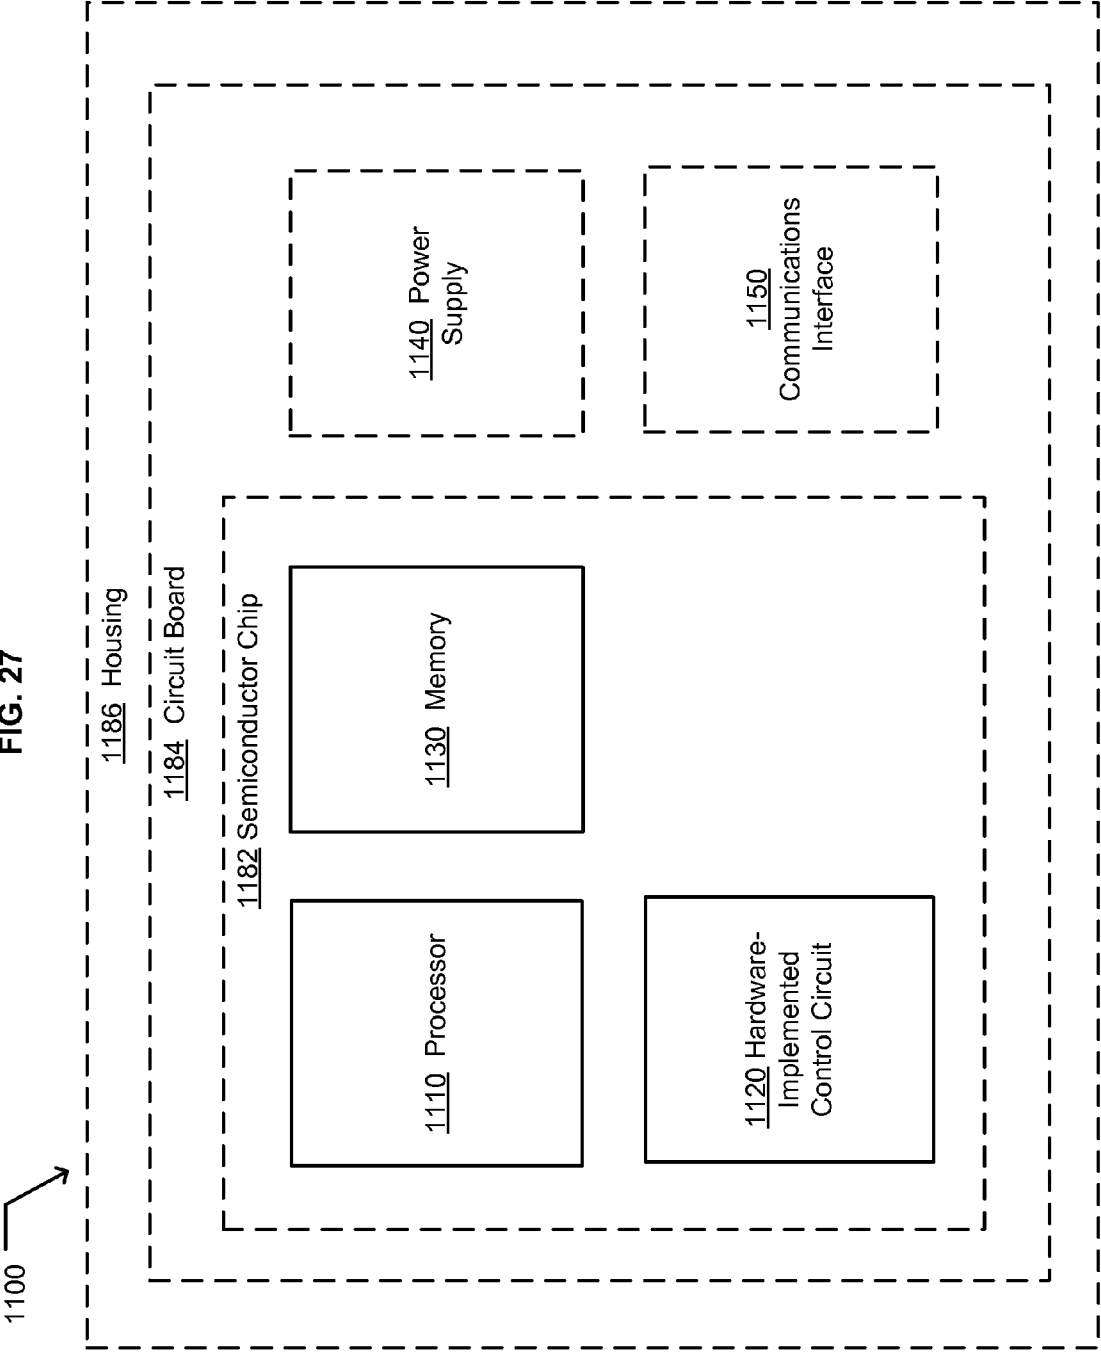 FIG. 27
1100
1186 Housing
1184 Circuit Board
1182 Semiconductor Chip
1110 Processor
1130 Memory
1140 Power
Supply
1120 Hardware-
Implemented
Control Circuit
1150
Communications
Interface